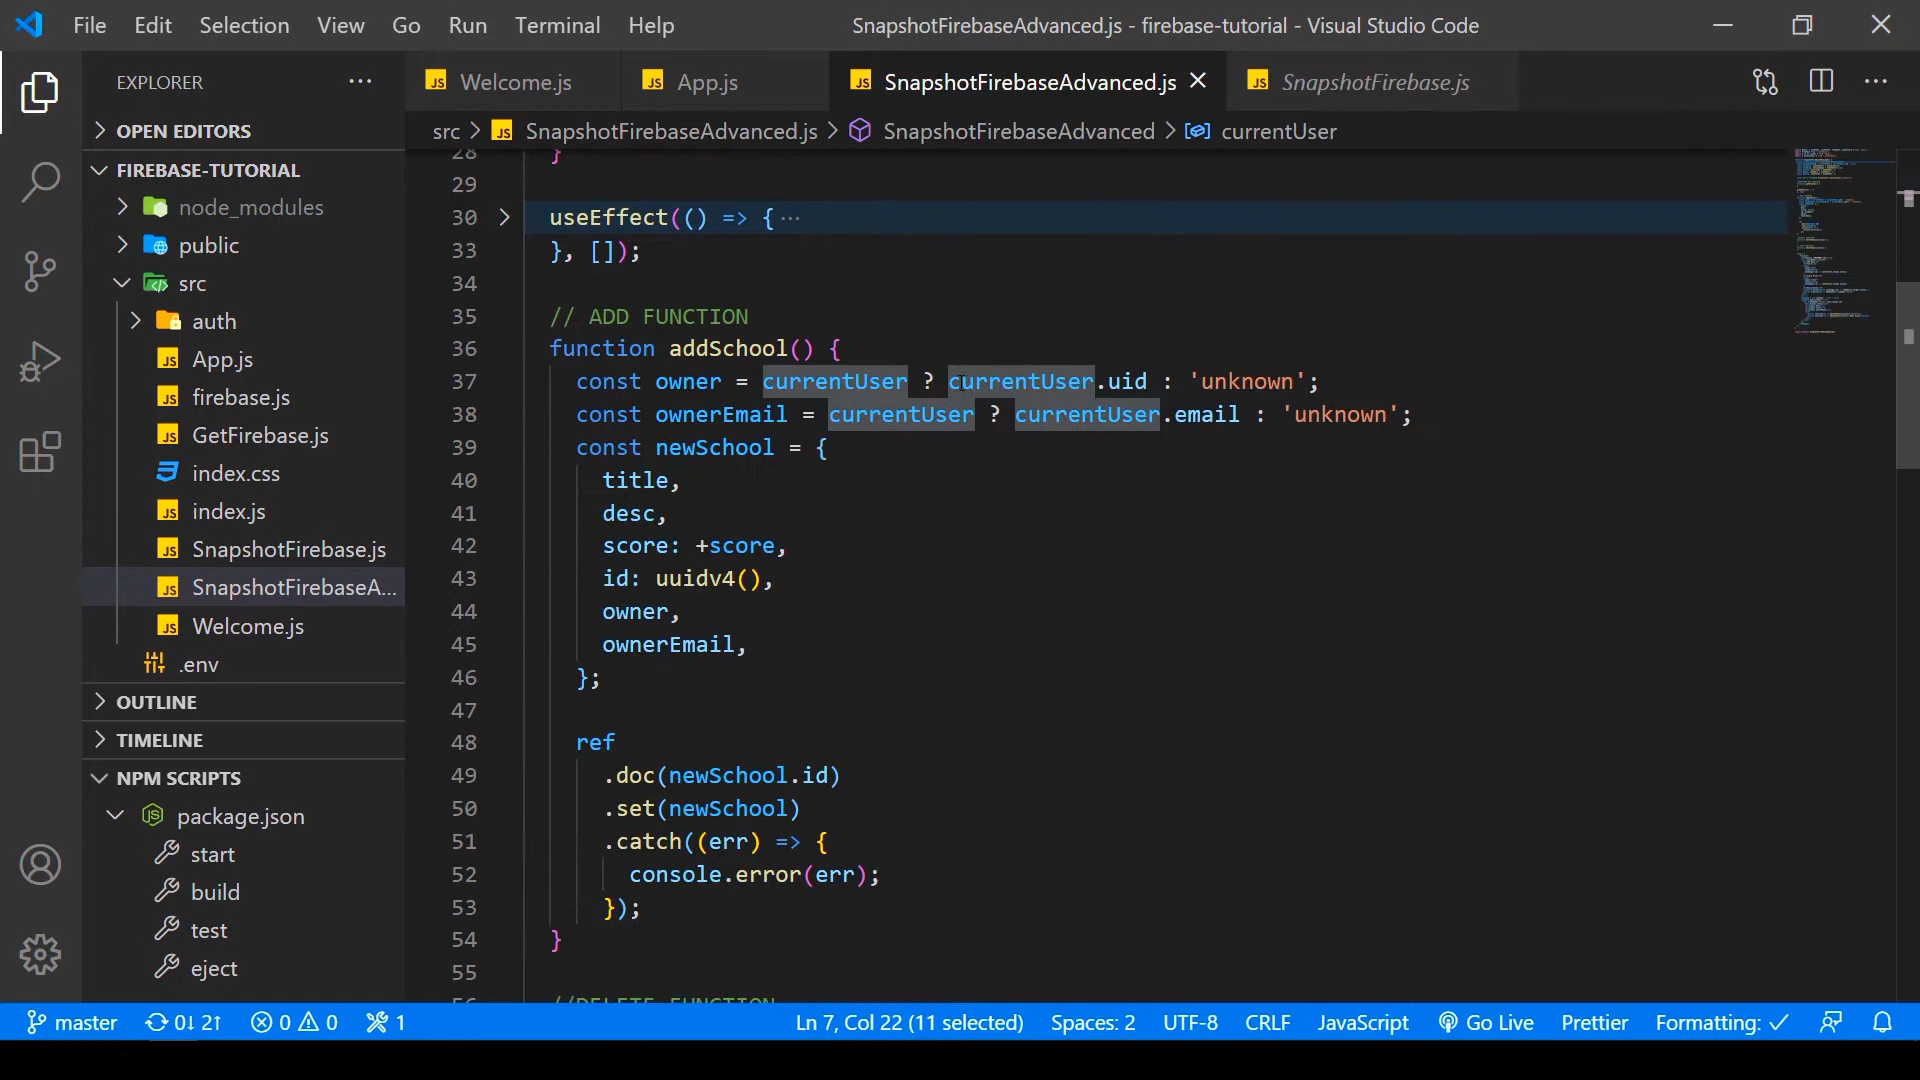 File Edit Selection View Go Run Terminal Help SnapshotFirebaseAdvanced.js - firebase-tutorial - Visual Studio Code
EXPLORER
Welcome.js App.js SnapshotFirebaseAdvanced.js SnapshotFirebase.js
src > SnapshotFirebaseAdvanced.js > SnapshotFirebaseAdvanced > currentUser
OPEN EDITORS
FIREBASE-TUTORIAL
node_modules
public
src
auth
App.js
firebase.js
GetFirebase.js
index.css
index.js
SnapshotFirebase.js
SnapshotFirebaseA...
Welcome.js
.env
OUTLINE
TIMELINE
NPM SCRIPTS
package.json
start
build
test
eject
28 }
29
30 useEffect(() => { ...
33 }, []);
34
35 // ADD FUNCTION
36 function addSchool() {
37 const owner = currentUser ? currentUser.uid : 'unknown';
38 const ownerEmail = currentUser ? currentUser.email : 'unknown';
39 const newSchool = {
40 title,
41 desc,
42 score: +score,
43 id: uuidv4(),
44 owner,
45 ownerEmail,
46 };
47
48 ref
49 .doc(newSchool.id)
50 .set(newSchool)
51 .catch((err) => {
52 console.error(err);
53 });
54 }
55
56 //DELETE FUNCTION
master 0↓ 2↑ 0 0 1 Ln 7, Col 22 (11 selected) Spaces: 2 UTF-8 CRLF JavaScript Go Live Prettier Formatting: ✓